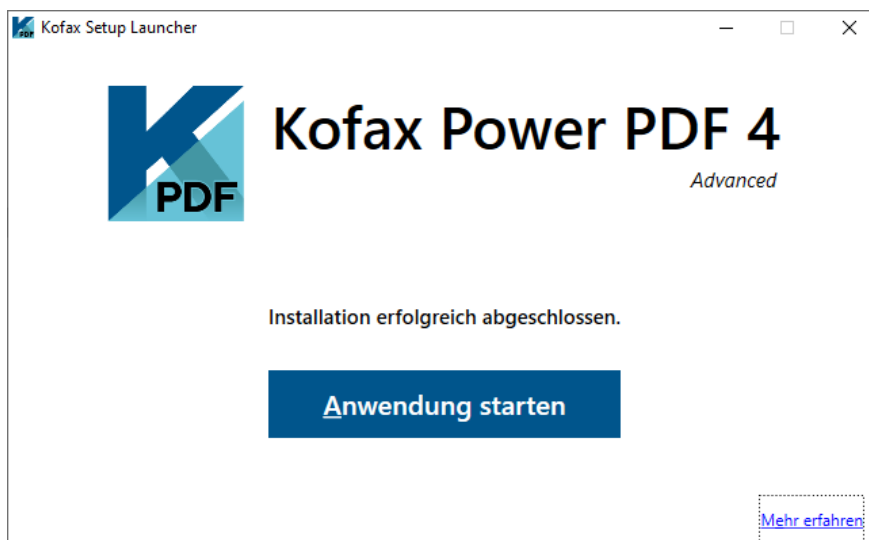 Kofax Setup Launcher
Kofax Power PDF 4
Advanced
PDF
Installation erfolgreich abgeschlossen.
Anwendung starten
Mehr erfahren